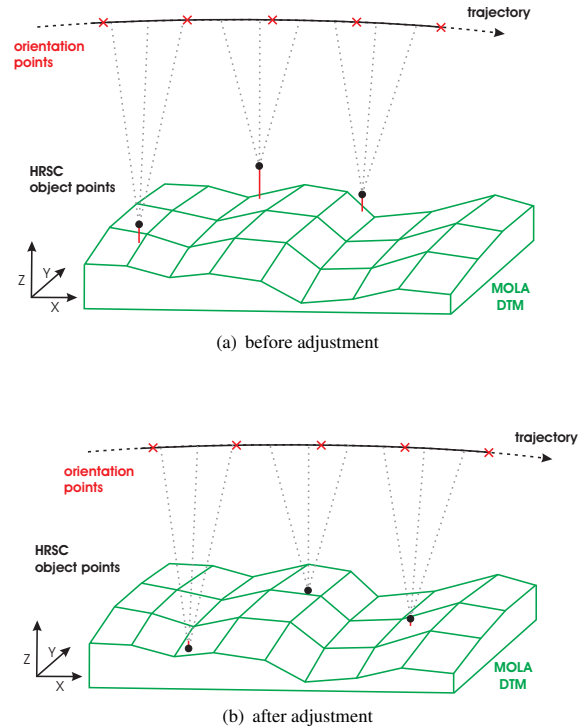 trajectory
orientation
points
HRSC
object points
Z
Y
X
MOLA
DTM
(a) before adjustment
trajectory
orientation
points
HRSC
object points
Z
Y
X
MOLA
DTM
(b) after adjustment